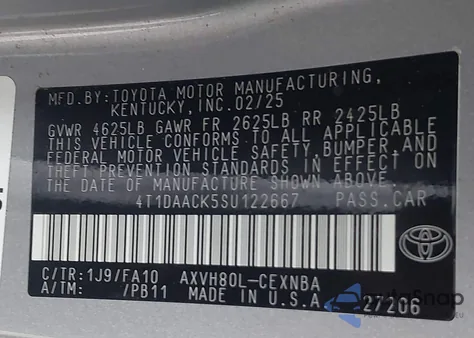 MFD.BY:TOYOTA MOTOR MANUFACTURING,
KENTUCKY,INC.02/25
GVWR 4625LB GAWR FR 2625LB RR 2425LB
THIS VEHICLE CONFORMS TO ALL APPLICABLE
FEDERAL MOTOR VEHICLE SAFETY, BUMPER, AND
THEFT PREVENTION STANDARDS IN EFFECT ON
THE DATE OF MANUFACTURE SHOWN ABOVE.
4T1DAACK5SU122667 PASS.CAR
C/TR:1J9/FA10 AXVH80L-CEXNBA
A/TM: /PB11 MADE IN U.S.A. 27206
autoSnap